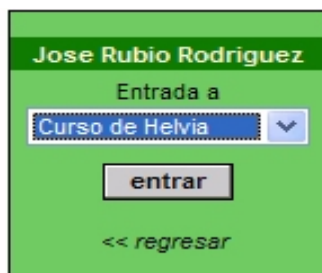 Jose Rubio Rodriguez
Entrada a
Curso de Helvia
entrar
<< regresar